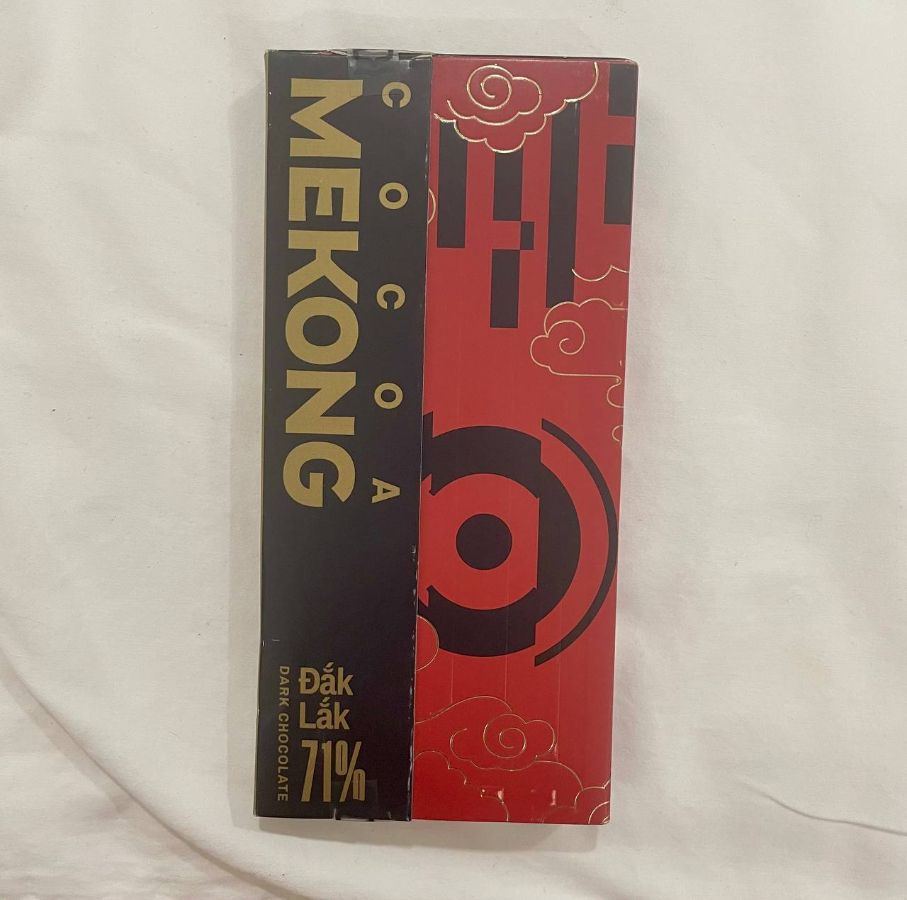 COCOA
MEKONG
Đắk
Lắk
71%
DARK CHOCOLATE